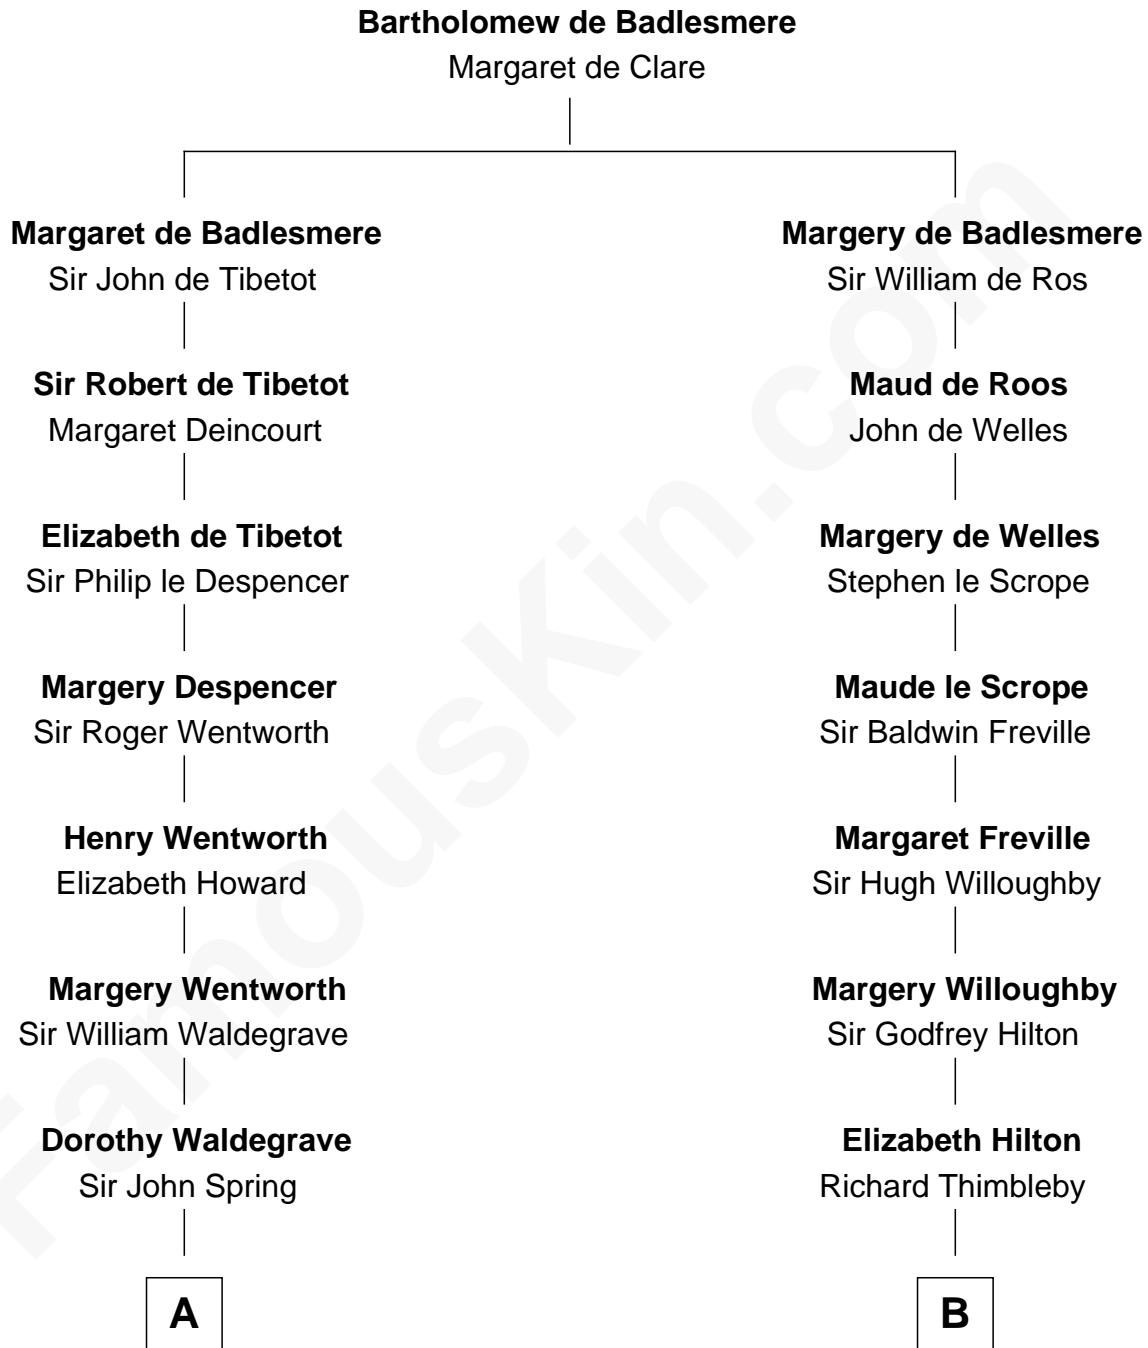 Bartholomew de Badlesmere
Margaret de Clare
Margaret de Badlesmere
Sir John de Tibetot
Margery de Badlesmere
Sir William de Ros
Sir Robert de Tibetot
Margaret Deincourt
Maud de Roos
John de Welles
Elizabeth de Tibetot
Sir Philip le Despencer
Margery de Welles
Stephen le Scrope
Margery Despencer
Sir Roger Wentworth
Maude le Scrope
Sir Baldwin Freville
Henry Wentworth
Elizabeth Howard
Margaret Freville
Sir Hugh Willoughby
Margery Wentworth
Sir William Waldegrave
Margery Willoughby
Sir Godfrey Hilton
Dorothy Waldegrave
Sir John Spring
Elizabeth Hilton
Richard Thimbleby
A
B
FamousKin.com